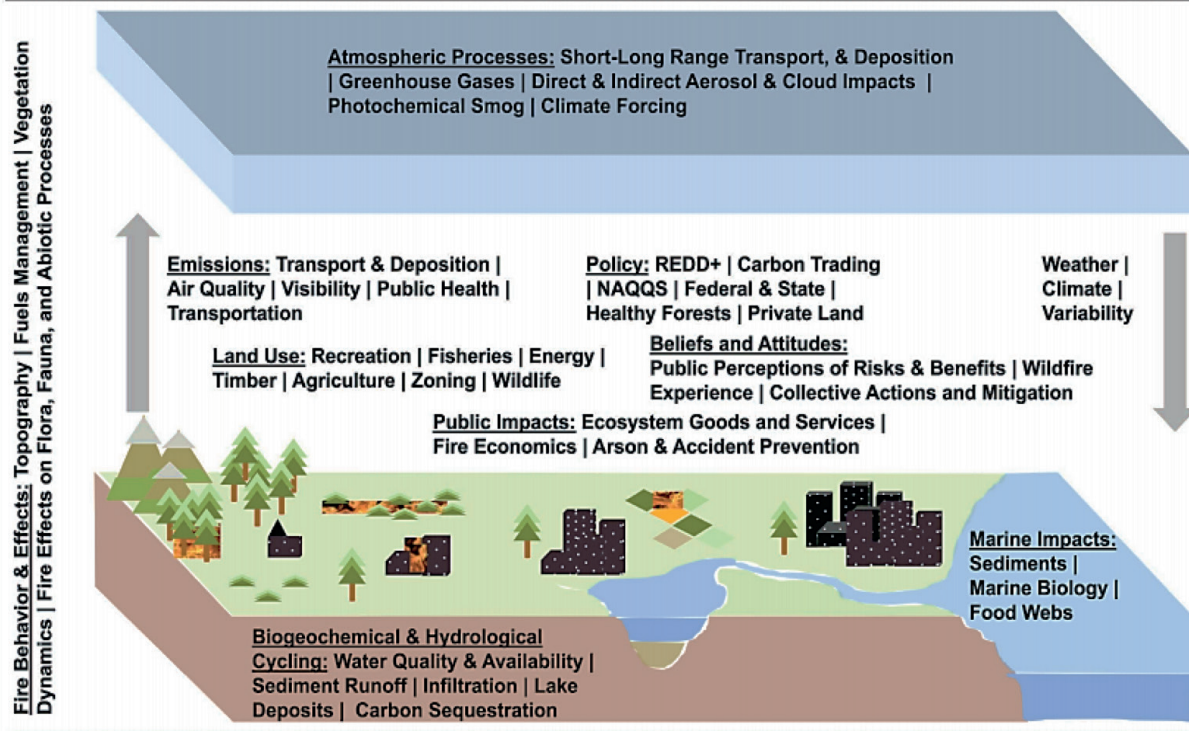 Fire Behavior & Effects: Topography | Fuels Management | Vegetation
Dynamics | Fire Effects on Flora, Fauna, and Abiotic Processes
Atmospheric Processes: Short-Long Range Transport, & Deposition
| Greenhouse Gases | Direct & Indirect Aerosol & Cloud Impacts |
Photochemical Smog | Climate Forcing
Emissions: Transport & Deposition |
Air Quality | Visibility | Public Health |
Transportation
Policy: REDD+ | Carbon Trading
| NAQQS | Federal & State |
Healthy Forests | Private Land
Weather |
Climate |
Variability
Land Use: Recreation | Fisheries | Energy |
Timber | Agriculture | Zoning | Wildlife
Beliefs and Attitudes:
Public Perceptions of Risks & Benefits | Wildfire
Experience | Collective Actions and Mitigation
Public Impacts: Ecosystem Goods and Services |
Fire Economics | Arson & Accident Prevention
Marine Impacts:
Sediments |
Marine Biology |
Food Webs
Biogeochemical & Hydrological
Cycling: Water Quality & Availability |
Sediment Runoff | Infiltration | Lake
Deposits | Carbon Sequestration